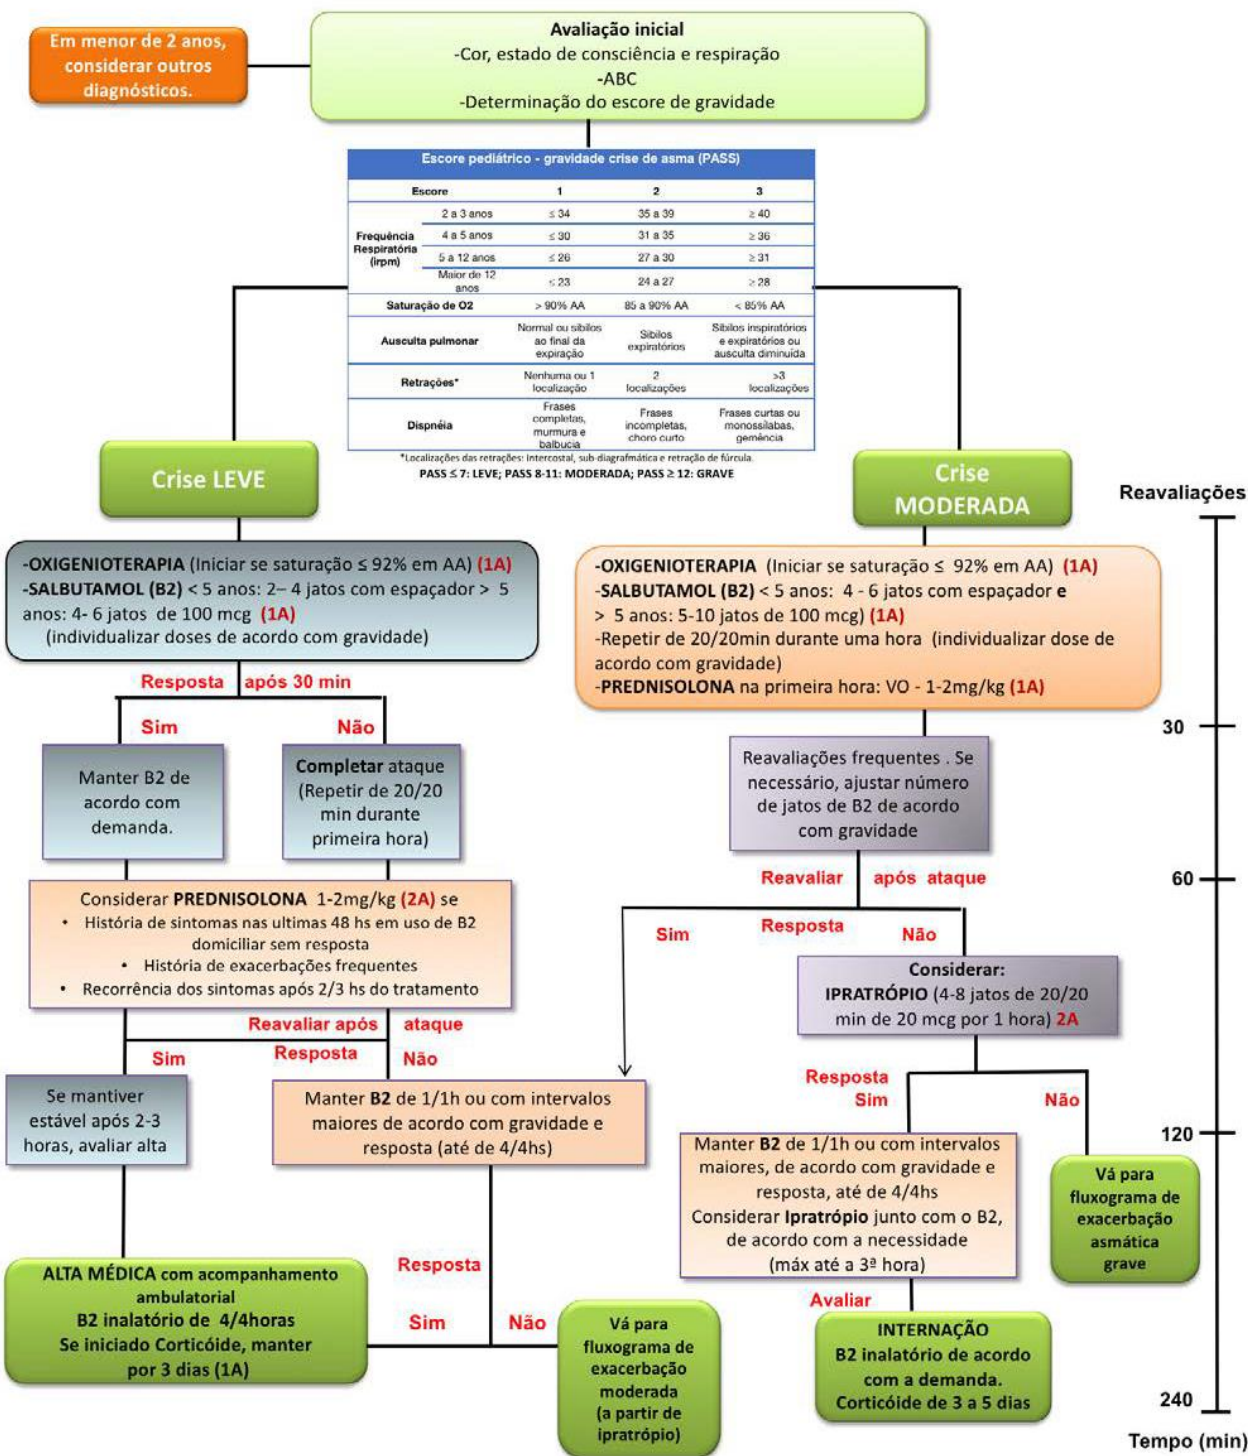 Em menor de 2 anos,
considerar outros
diagnósticos.
Avaliação inicial
-Cor, estado de consciência e respiração
-ABC
-Determinação do escore de gravidade
Escore pediátrico - gravidade crise de asma (PASS)
Escore 1 2 3
Frequência
Respiratória
(irpm)
2 a 3 anos ≤ 34 35 a 39 ≥ 40
4 a 5 anos ≤ 30 31 a 35 ≥ 36
5 a 12 anos ≤ 26 27 a 30 ≥ 31
Maior de 12
anos
≤ 23 24 a 27 ≥ 28
Saturação de O2 > 90% AA 85 a 90% AA < 85% AA
Ausculta pulmonar
Normal ou sibilos
ao final da
expiração
Sibilos
expiratórios
Sibilos inspiratórios
e expiratórios ou
ausculta diminuída
Retrações*
Nenhuma ou 1
localização
2
localizações
>3
localizações
Dispnéia
Frases
completas,
murmura e
balbucia
Frases
incompletas,
choro curto
Frases curtas ou
monossílabas,
gemência
*Localizações das retrações: Intercostal, sub-diagrafmática e retração de fúrcula.
PASS ≤ 7: LEVE; PASS 8-11: MODERADA; PASS ≥ 12: GRAVE
Crise LEVE
-OXIGENIOTERAPIA (Iniciar se saturação ≤ 92% em AA) (1A)
-SALBUTAMOL (B2) < 5 anos: 2– 4 jatos com espaçador > 5
anos: 4- 6 jatos de 100 mcg (1A)
(individualizar doses de acordo com gravidade)
Resposta após 30 min
Sim
Não
Manter B2 de
acordo com
demanda.
Completar ataque
(Repetir de 20/20
min durante
primeira hora)
Considerar PREDNISOLONA 1-2mg/kg (2A) se
• História de sintomas nas ultimas 48 hs em uso de B2
domiciliar sem resposta
• História de exacerbações frequentes
• Recorrência dos sintomas após 2/3 hs do tratamento
Reavaliar após ataque
Sim Resposta Não
Se mantiver
estável após 2-3
horas, avaliar alta
Manter B2 de 1/1h ou com intervalos
maiores de acordo com gravidade e
resposta (até de 4/4hs)
Resposta
Sim Não
ALTA MÉDICA com acompanhamento
ambulatorial
B2 inalatório de 4/4horas
Se iniciado Corticóide, manter
por 3 dias (1A)
Vá para
fluxograma de
exacerbação
moderada
(a partir de
ipratrópio)
Crise
MODERADA
-OXIGENIOTERAPIA (Iniciar se saturação ≤ 92% em AA) (1A)
-SALBUTAMOL (B2) < 5 anos: 4 - 6 jatos com espaçador e
> 5 anos: 5-10 jatos de 100 mcg) (1A)
-Repetir de 20/20min durante uma hora (individualizar dose de
acordo com gravidade)
-PREDNISOLONA na primeira hora: VO - 1-2mg/kg (1A)
Reavaliações frequentes . Se
necessário, ajustar número
de jatos de B2 de acordo
com gravidade
Reavaliar após ataque
Sim Resposta Não
Considerar:
IPRATRÓPIO (4-8 jatos de 20/20
min de 20 mcg por 1 hora) 2A
Resposta
Sim
Não
Manter B2 de 1/1h ou com intervalos
maiores, de acordo com gravidade e
resposta, até de 4/4hs
Considerar Ipratrópio junto com o B2,
de acordo com a necessidade
(máx até a 3ª hora)
Vá para
fluxograma de
exacerbação
asmática
grave
Avaliar
INTERNAÇÃO
B2 inalatório de acordo
com a demanda.
Corticóide de 3 a 5 dias
Reavaliações
30
60
120
240
Tempo (min)